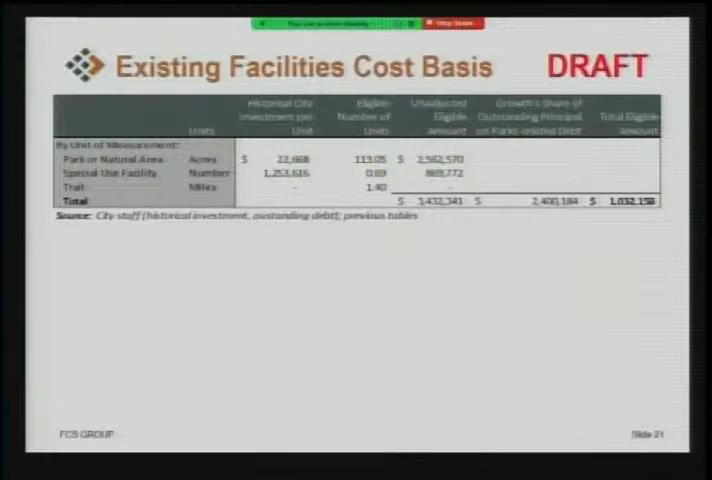 Existing Facilities Cost Basis DRAFT
Historical City Eligible Unadjusted Growth's Share of
Investment per Number of Eligible Outstanding Principal Total Eligible
Units Unit Units Amount on Parks-related Debt Amount
By Unit of Measurement:
Park or Natural Area Acres $ 22,668 113.05 $ 2,562,570
Special Use Facility Number 1,253,616 0.69 869,772
Trail Miles - 1.40 -
Total $ 3,432,341 $ 2,400,184 $ 1,032,158
Source: City staff (historical investment, oustanding debt); previous tables
FCS GROUP Slide 21